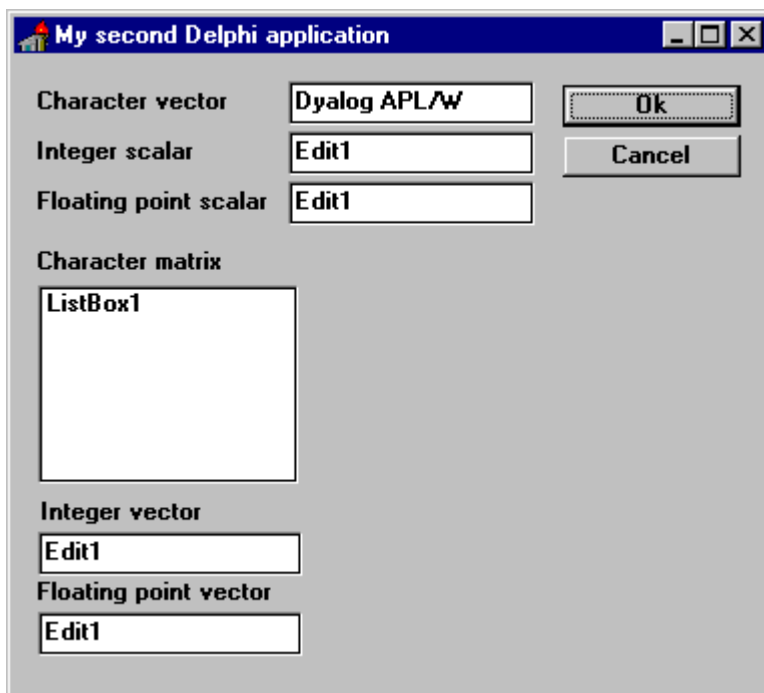 My second Delphi application
Character vector Dyalog APL/W Ok
Integer scalar Edit1 Cancel
Floating point scalar Edit1
Character matrix
ListBox1
Integer vector
Edit1
Floating point vector
Edit1